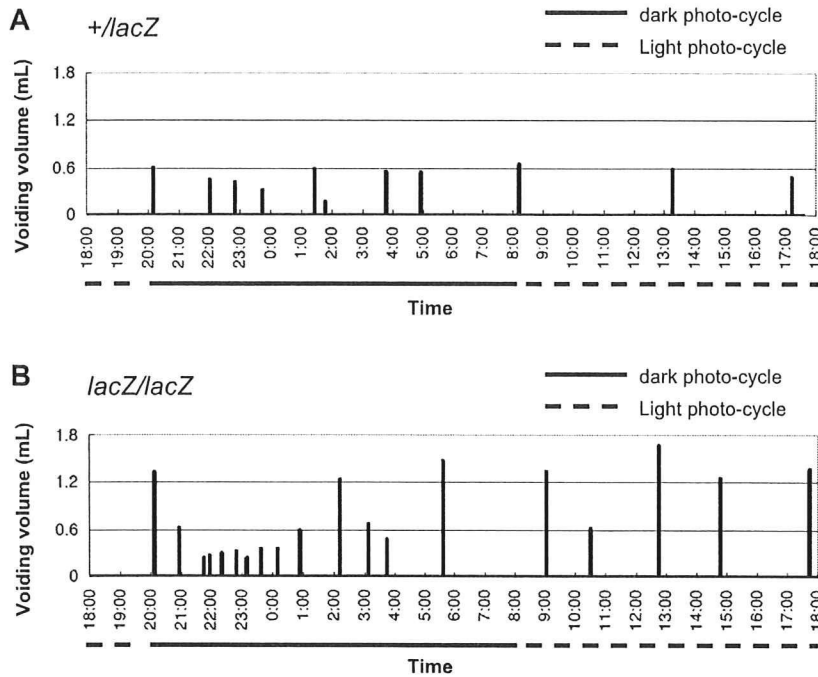 A
+/lacZ
dark photo-cycle
Light photo-cycle
Voiding volume (mL)
1.8
1.2
0.6
0
18:00 19:00 20:00 21:00 22:00 23:00 0:00 1:00 2:00 3:00 4:00 5:00 6:00 7:00 8:00 9:00 10:00 11:00 12:00 13:00 14:00 15:00 16:00 17:00 18:00
Time
B
lacZ/lacZ
dark photo-cycle
Light photo-cycle
Voiding volume (mL)
1.8
1.2
0.6
0
18:00 19:00 20:00 21:00 22:00 23:00 0:00 1:00 2:00 3:00 4:00 5:00 6:00 7:00 8:00 9:00 10:00 11:00 12:00 13:00 14:00 15:00 16:00 17:00 18:00
Time